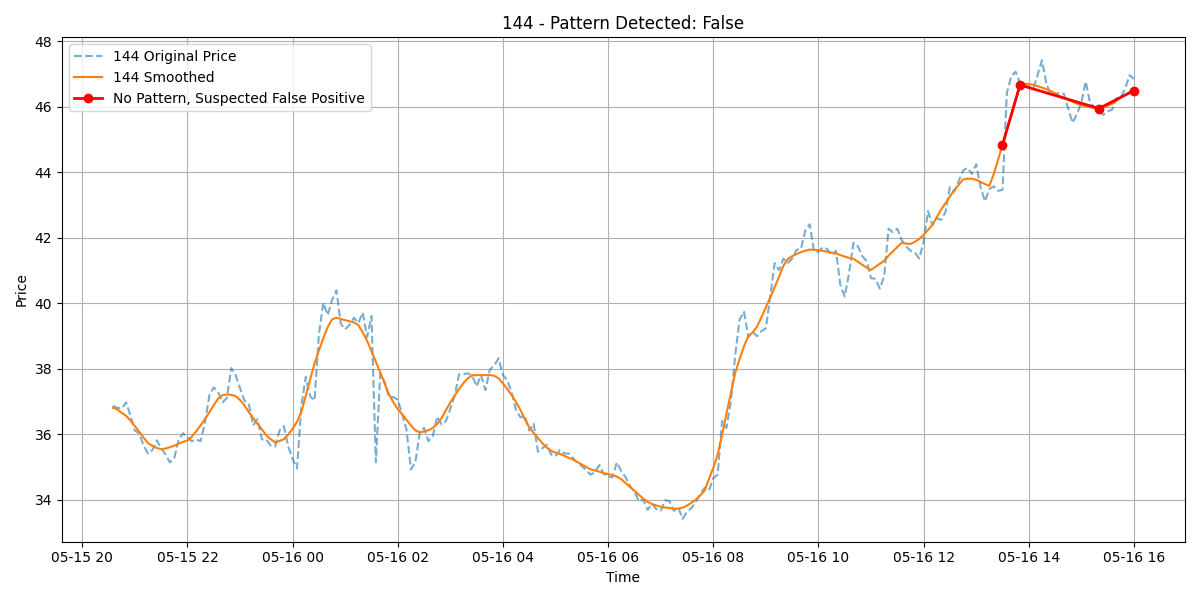 144 - Pattern Detected: False
144 Original Price
144 Smoothed
No Pattern, Suspected False Positive
Price
48
46
44
42
40
38
36
34
05-15 20 05-15 22 05-16 00 05-16 02 05-16 04 05-16 06 05-16 08 05-16 10 05-16 12 05-16 14 05-16 16
Time